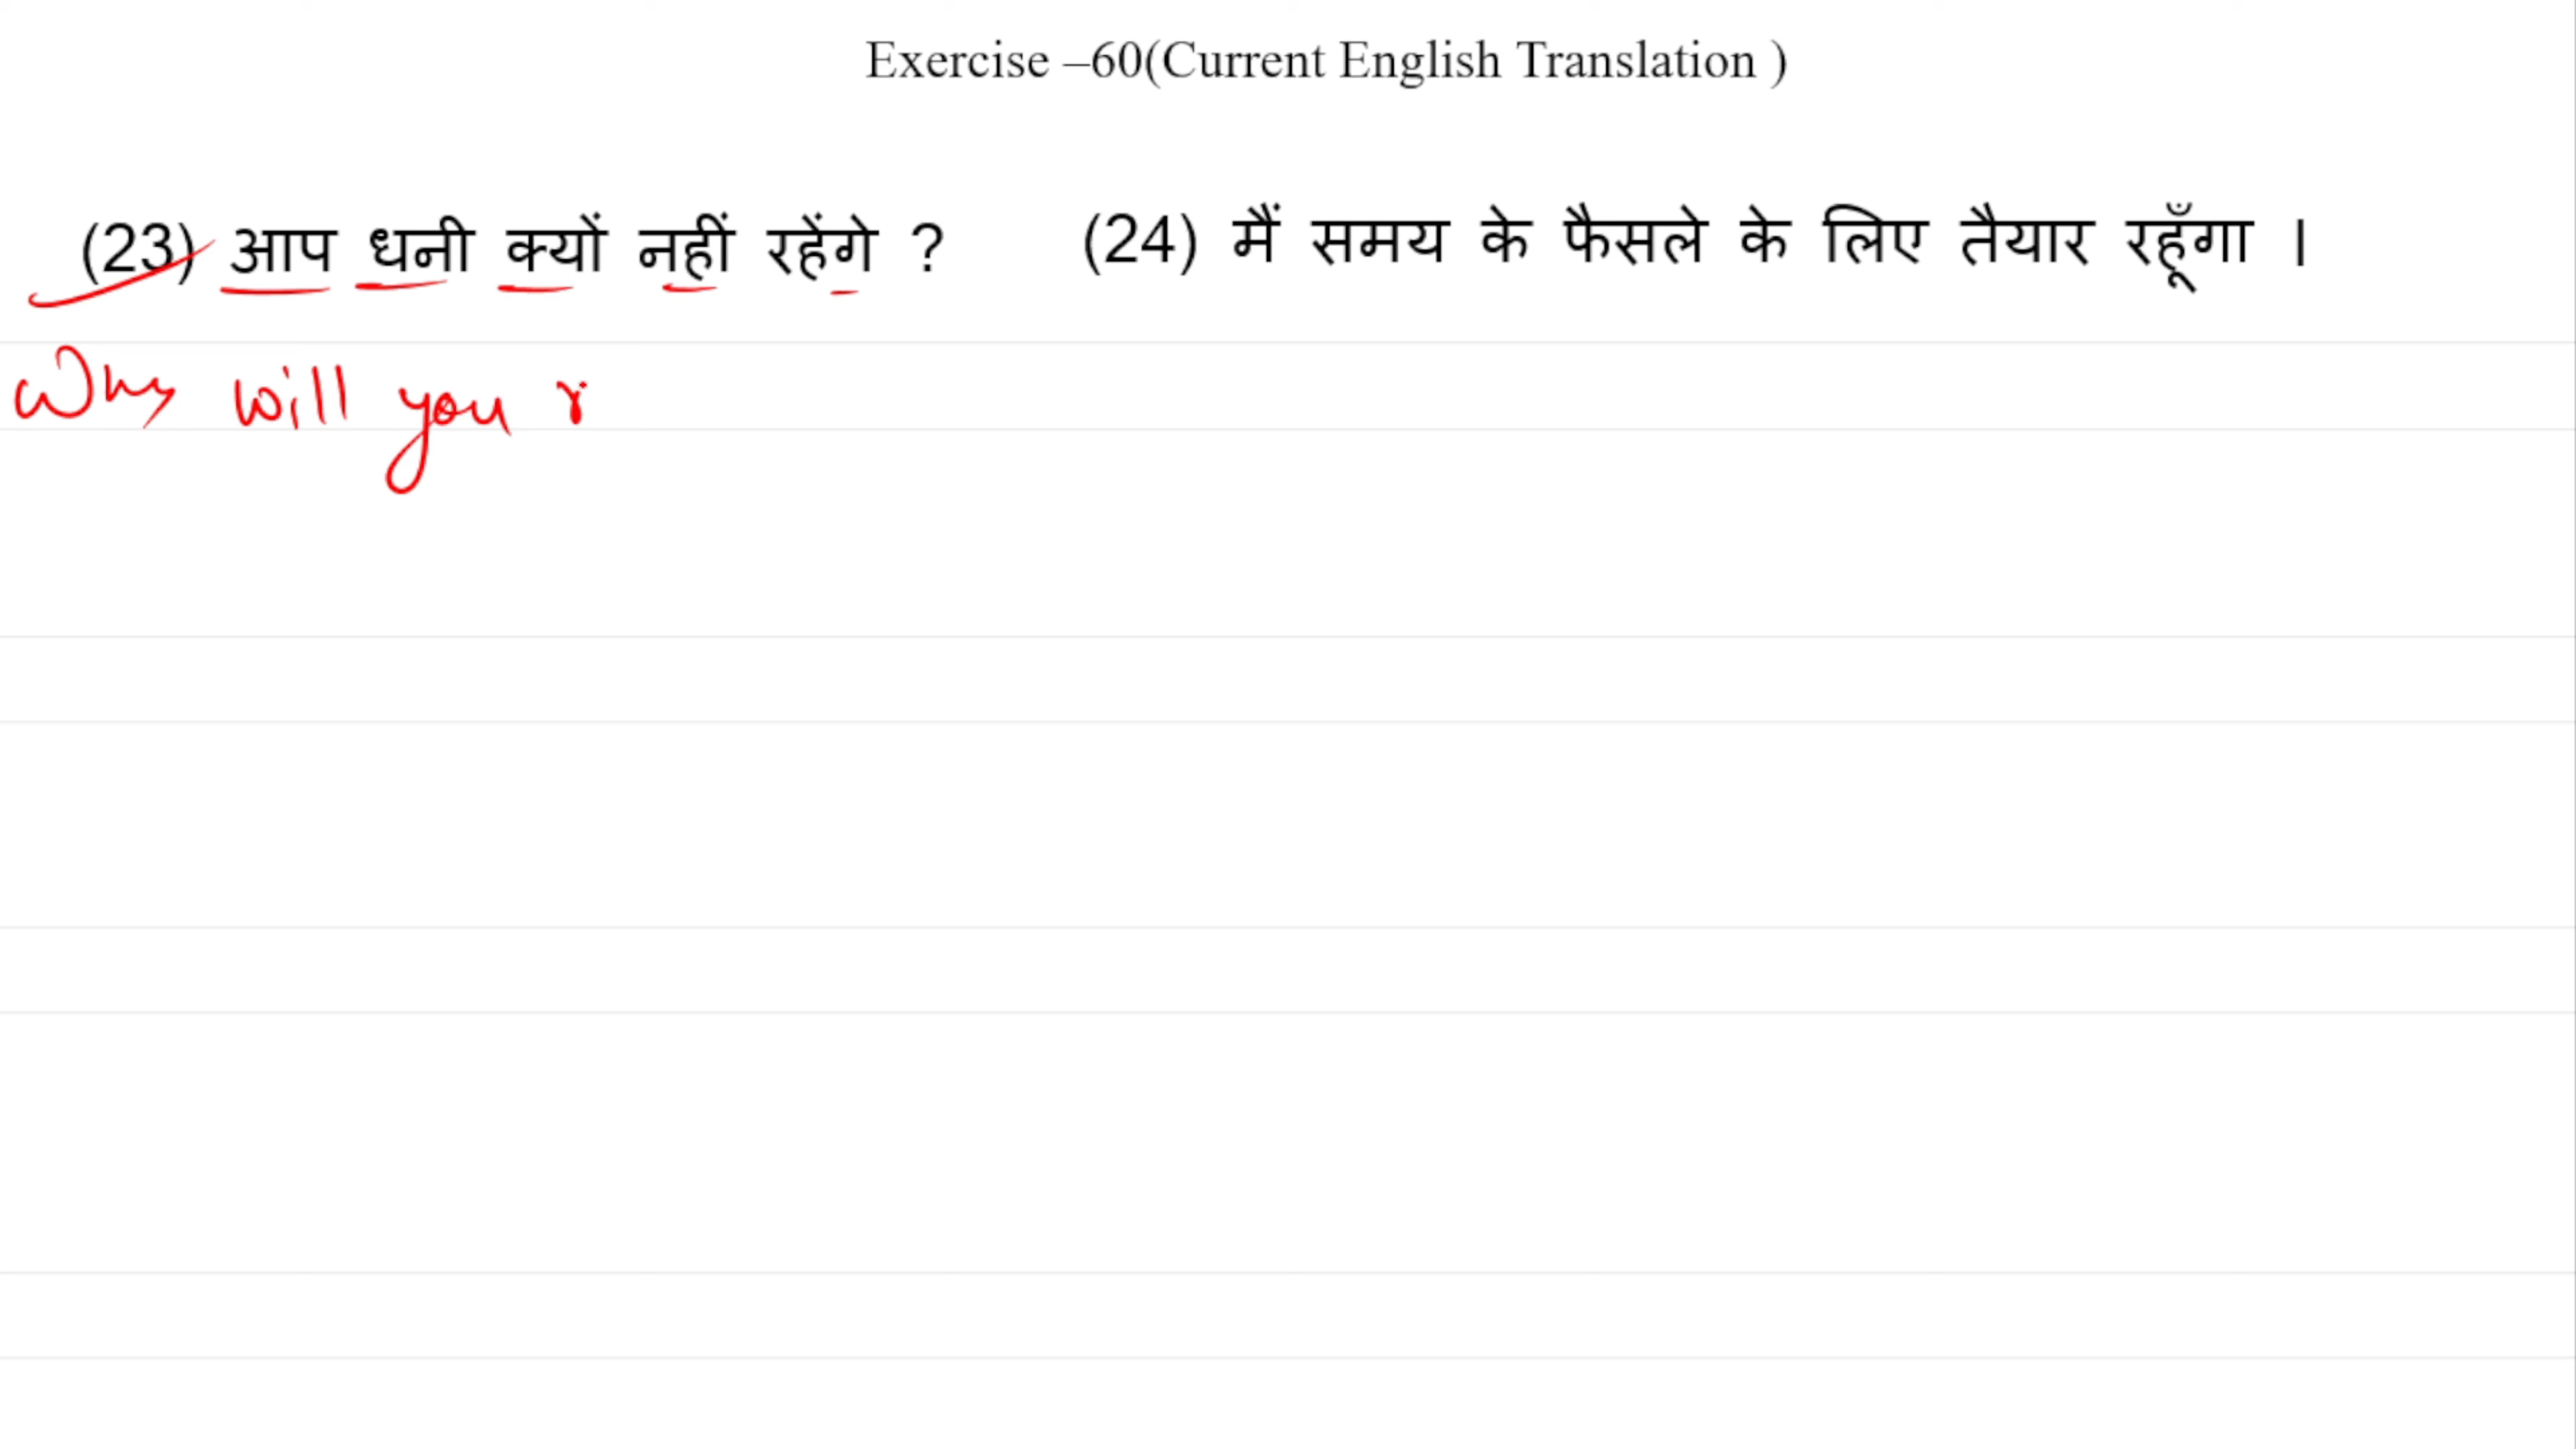 Exercise –60(Current English Translation )
(23) आप धनी क्यों नहीं रहेंगे ? (24) मैं समय के फैसले के लिए तैयार रहूँगा ।
Why will you r